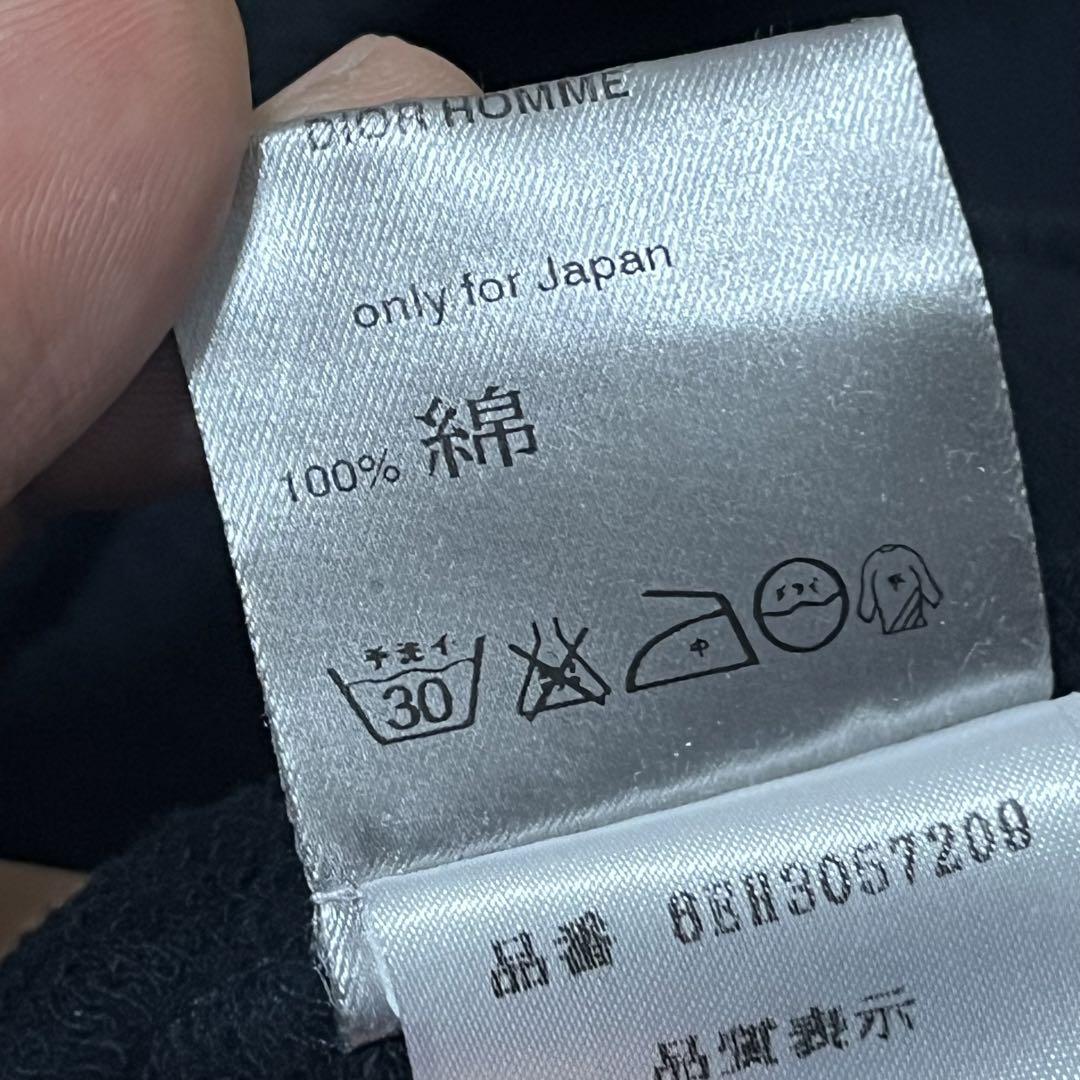 DIOR HOMME
only for Japan
100% 綿
手洗イ
30
中
ドライ
平
品番
品質表示